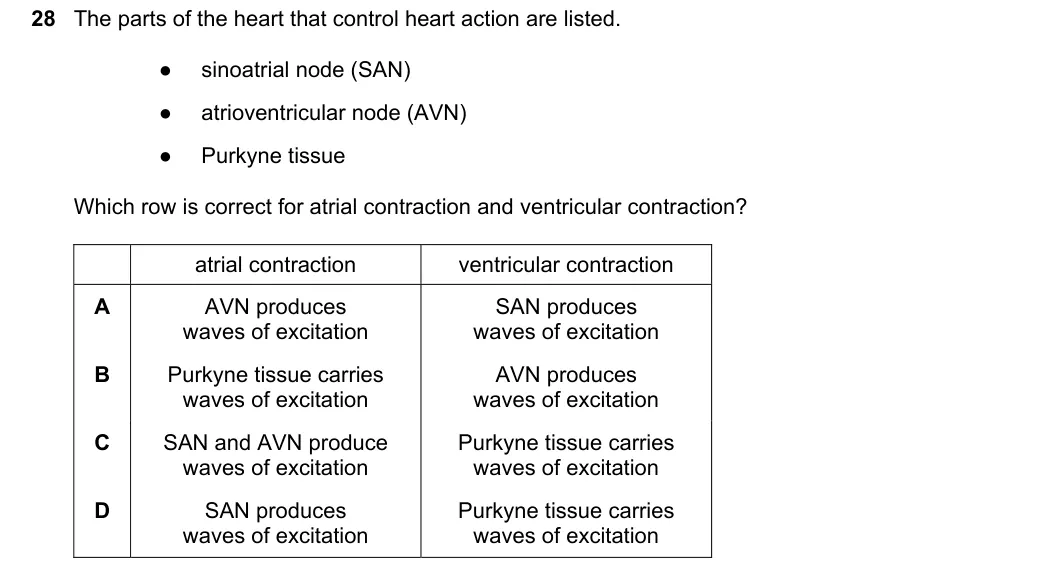 28 The parts of the heart that control heart action are listed.
● sinoatrial node (SAN)
● atrioventricular node (AVN)
● Purkyne tissue
Which row is correct for atrial contraction and ventricular contraction?
atrial contraction ventricular contraction
A AVN produces SAN produces
waves of excitation waves of excitation
B Purkyne tissue carries AVN produces
waves of excitation waves of excitation
C SAN and AVN produce Purkyne tissue carries
waves of excitation waves of excitation
D SAN produces Purkyne tissue carries
waves of excitation waves of excitation